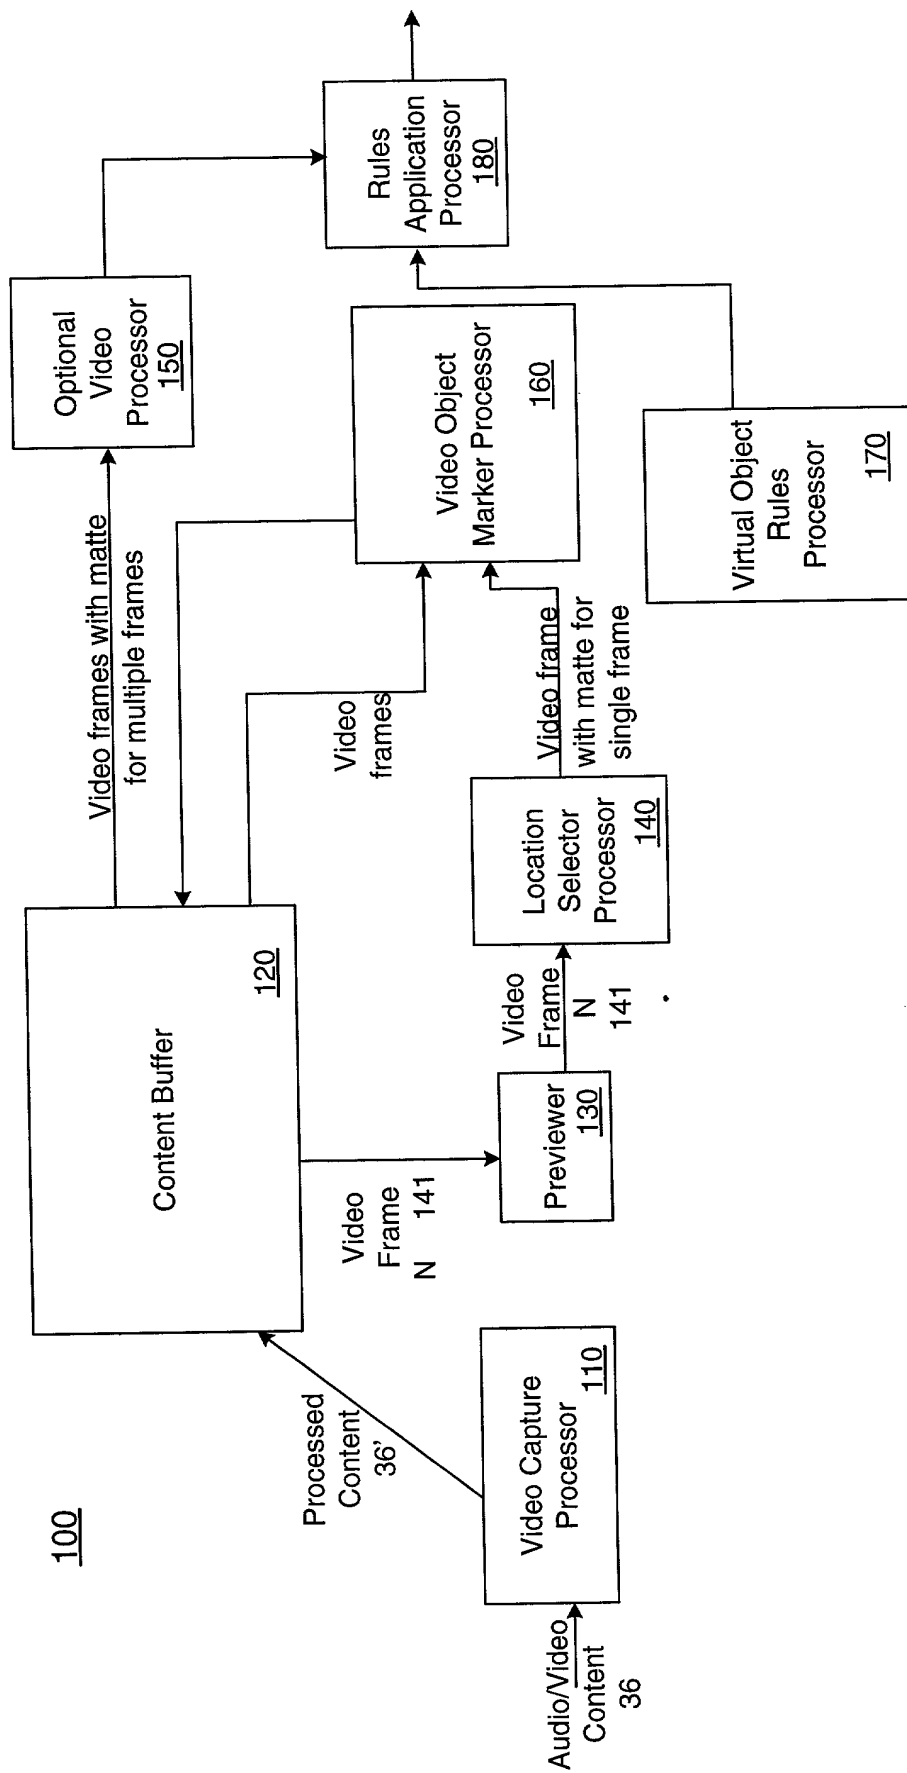 100
Audio/Video
Content
36
Video Capture
Processor
110
Processed
Content
36'
Content Buffer
120
Video
Frame
N 141
Previewer
130
Video
Frame
N
141
Location
Selector
Processor
140
Video frame
with matte for
single frame
Video
frames
Video frames with matte
for multiple frames
Optional
Video
Processor
150
Video Object
Marker Processor
160
Virtual Object
Rules
Processor
170
Rules
Application
Processor
180